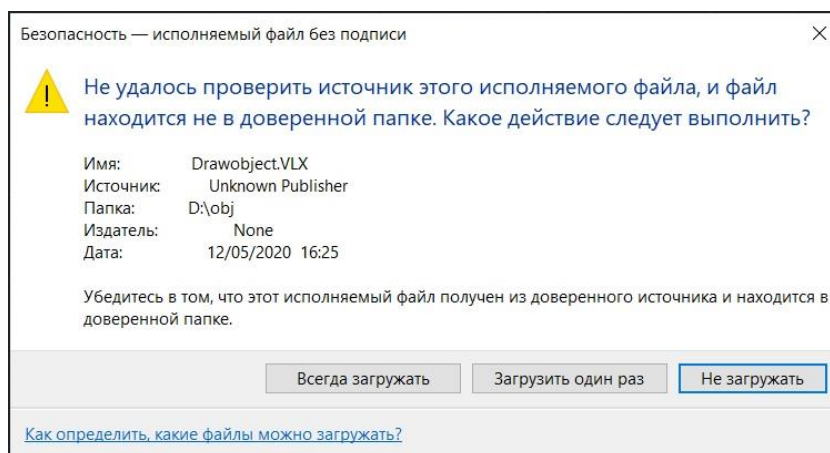 Безопасность — исполняемый файл без подписи
Не удалось проверить источник этого исполняемого файла, и файл
находится не в доверенной папке. Какое действие следует выполнить?
Имя: Drawobject.VLX
Источник: Unknown Publisher
Папка: D:\obj
Издатель: None
Дата: 12/05/2020 16:25
Убедитесь в том, что этот исполняемый файл получен из доверенного источника и находится в
доверенной папке.
Всегда загружать Загрузить один раз Не загружать
Как определить, какие файлы можно загружать?